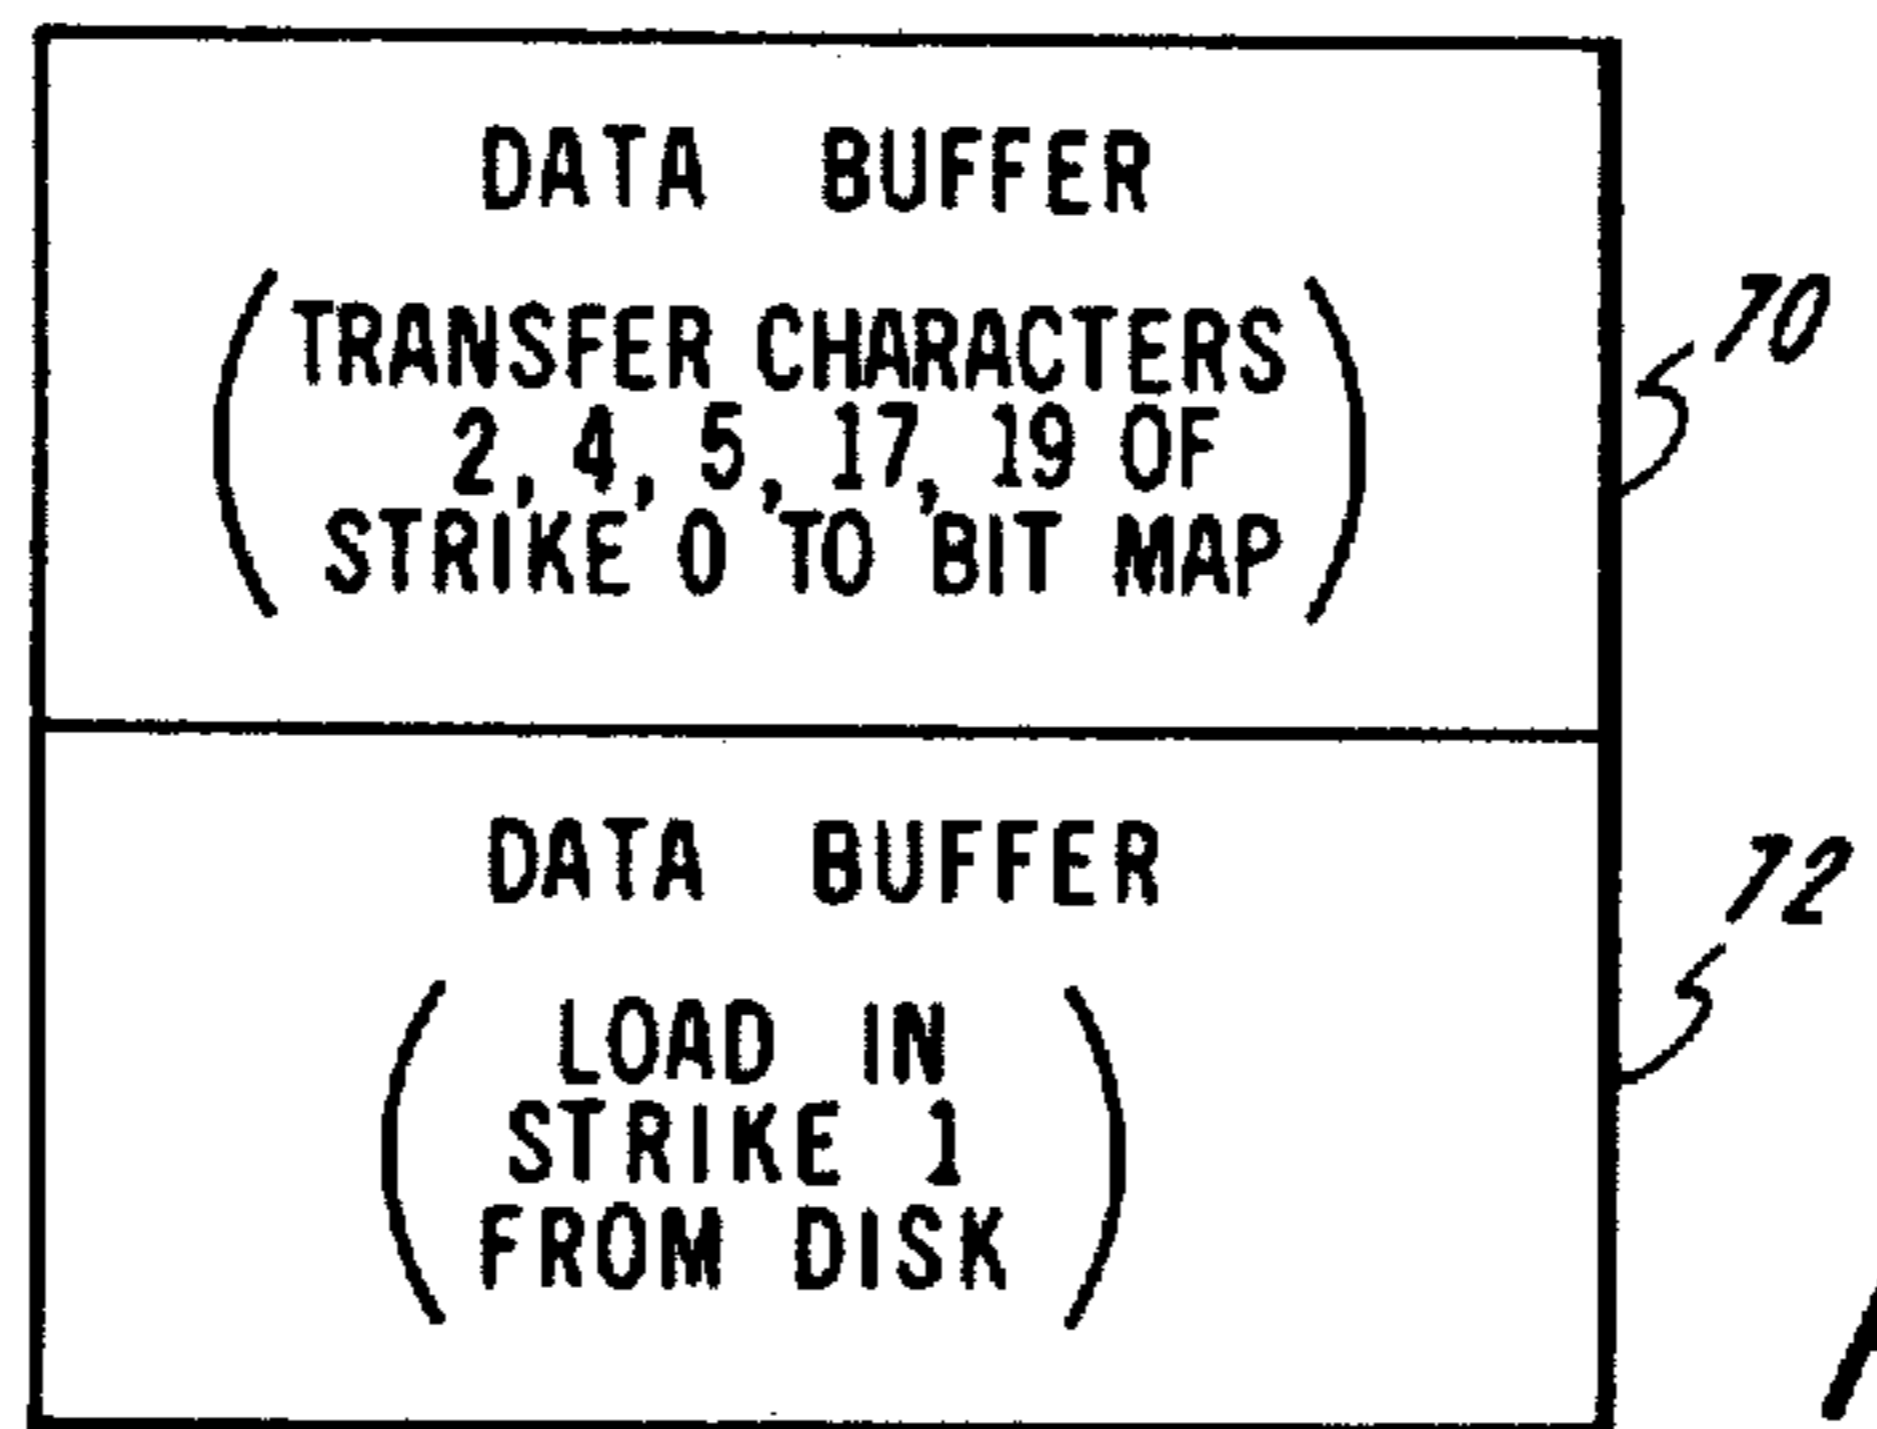 DATA BUFFER
(TRANSFER CHARACTERS
2, 4, 5, 17, 19 OF
STRIKE 0 TO BIT MAP)
70
DATA BUFFER
(LOAD IN
STRIKE 1
FROM DISK)
72